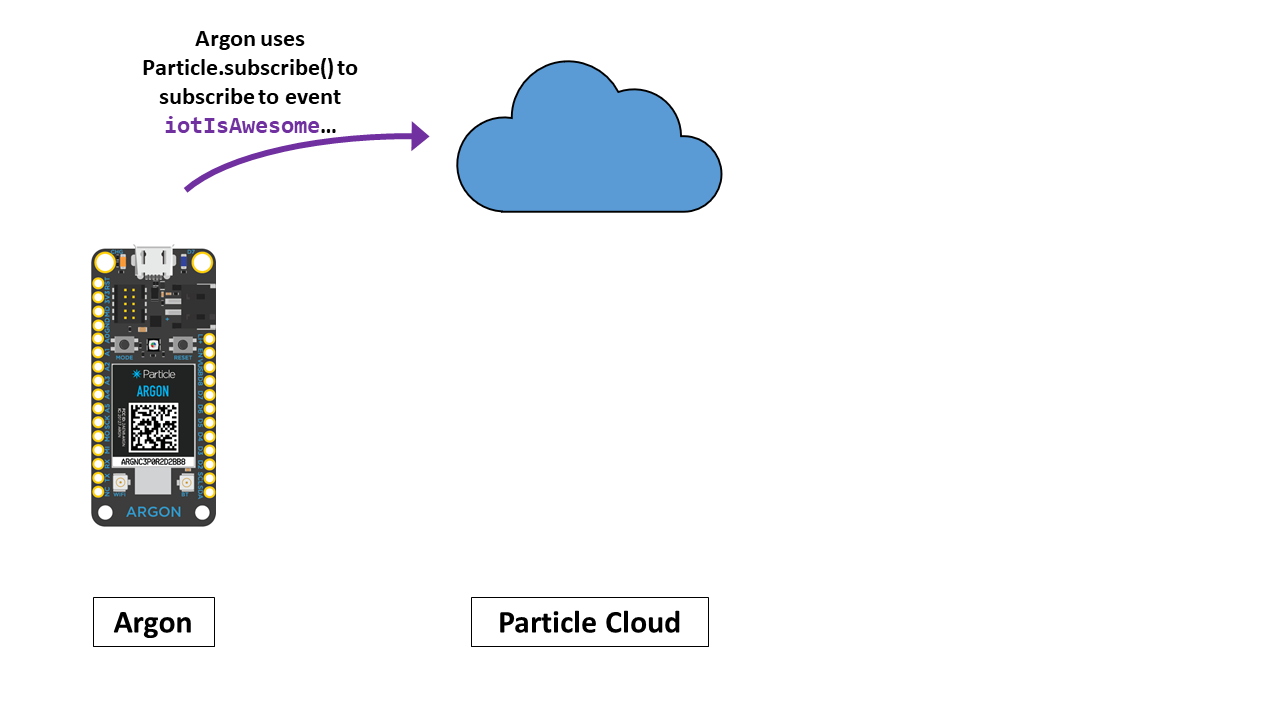 Argon uses
Particle.subscribe() to
subscribe to event
iotIsAwesome…
MODE
RESET
Particle
ARGON
ARGNC3P0R2D2BBB
WIFI
BT
ARGON
Argon
Particle Cloud